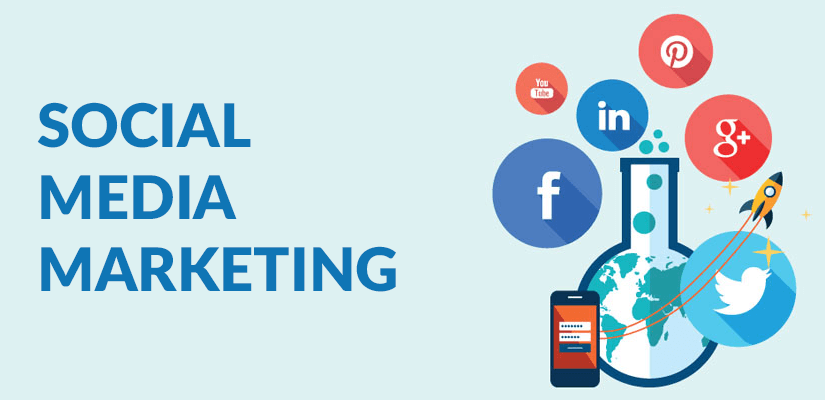 SOCIAL
MEDIA
MARKETING
You
Tube
in
g+
f